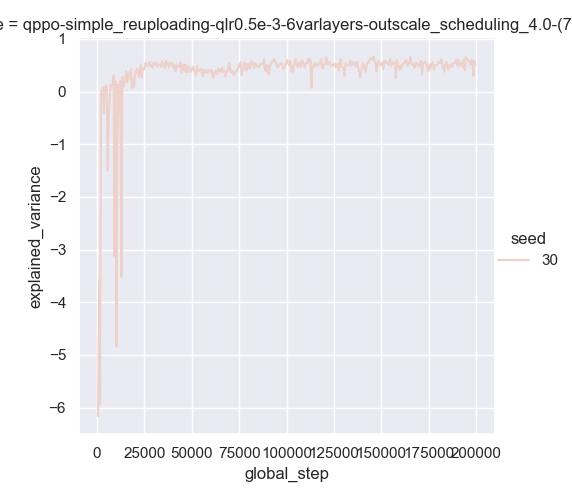 e = qppo-simple_reuploading-qlr0.5e-3-6varlayers-outscale_scheduling_4.0-(7
1
0
−1
−2
−3
−4
−5
−6
explained_variance
0 25000 50000 75000 100000 125000 150000 175000 200000
global_step
seed
30